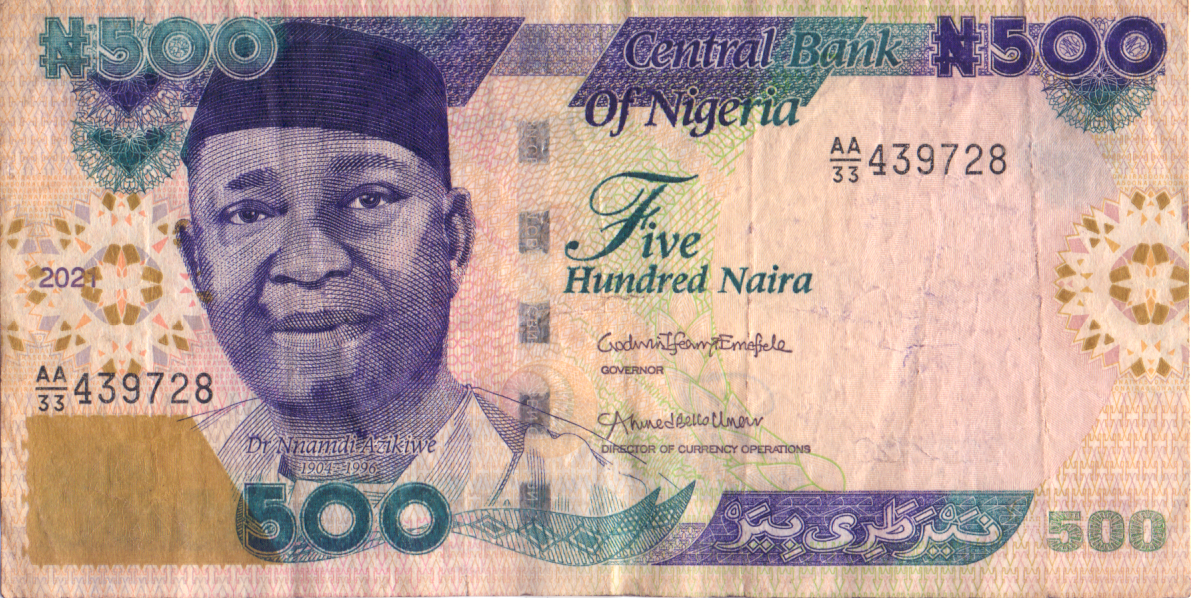 ₦500
Central Bank
Of Nigeria
₦500
AA
33 439728
Five
Hundred Naira
2021
GOVERNOR
AA
33 439728
DIRECTOR OF CURRENCY OPERATIONS
Dr Nnamdi Azikiwe
1904 - 1996
500
نَيْرَ طَرِى بِيَرْ
500